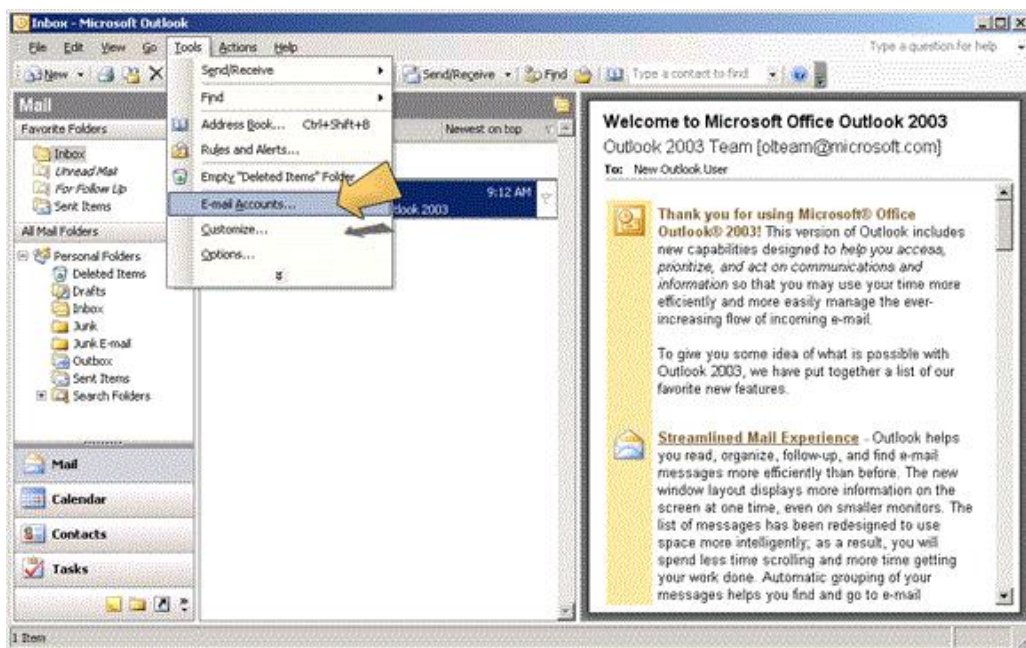 Inbox - Microsoft Outlook
File Edit View Go Tools Actions Help
Type a question for help
New
Send/Receive
Find
Type a contact to find
Mail
Favorite Folders
Inbox
Unread Mail
For Follow Up
Sent Items
All Mail Folders
Personal Folders
Deleted Items
Drafts
Inbox
Junk
Junk E-mail
Outbox
Sent Items
Search Folders
Mail
Calendar
Contacts
Tasks
1 Item
Send/Receive
Find
Address Book... Ctrl+Shift+B
Rules and Alerts...
Empty "Deleted Items" Folder
E-mail Accounts...
Customize...
Options...
Newest on top
9:12 AM
2003
Welcome to Microsoft Office Outlook 2003
Outlook 2003 Team [olteam@microsoft.com]
To: New Outlook User
Thank you for using Microsoft® Office
Outlook® 2003! This version of Outlook includes
new capabilities designed to help you access,
prioritize, and act on communications and
information so that you may use your time more
efficiently and more easily manage the ever-
increasing flow of incoming e-mail.
To give you some idea of what is possible with
Outlook 2003, we have put together a list of our
favorite new features.
Streamlined Mail Experience - Outlook helps
you read, organize, follow-up, and find e-mail
messages more efficiently than before. The new
window layout displays more information on the
screen at one time, even on smaller monitors. The
list of messages has been redesigned to use
space more intelligently; as a result, you will
spend less time scrolling and more time getting
your work done. Automatic grouping of your
messages helps you find and go to e-mail